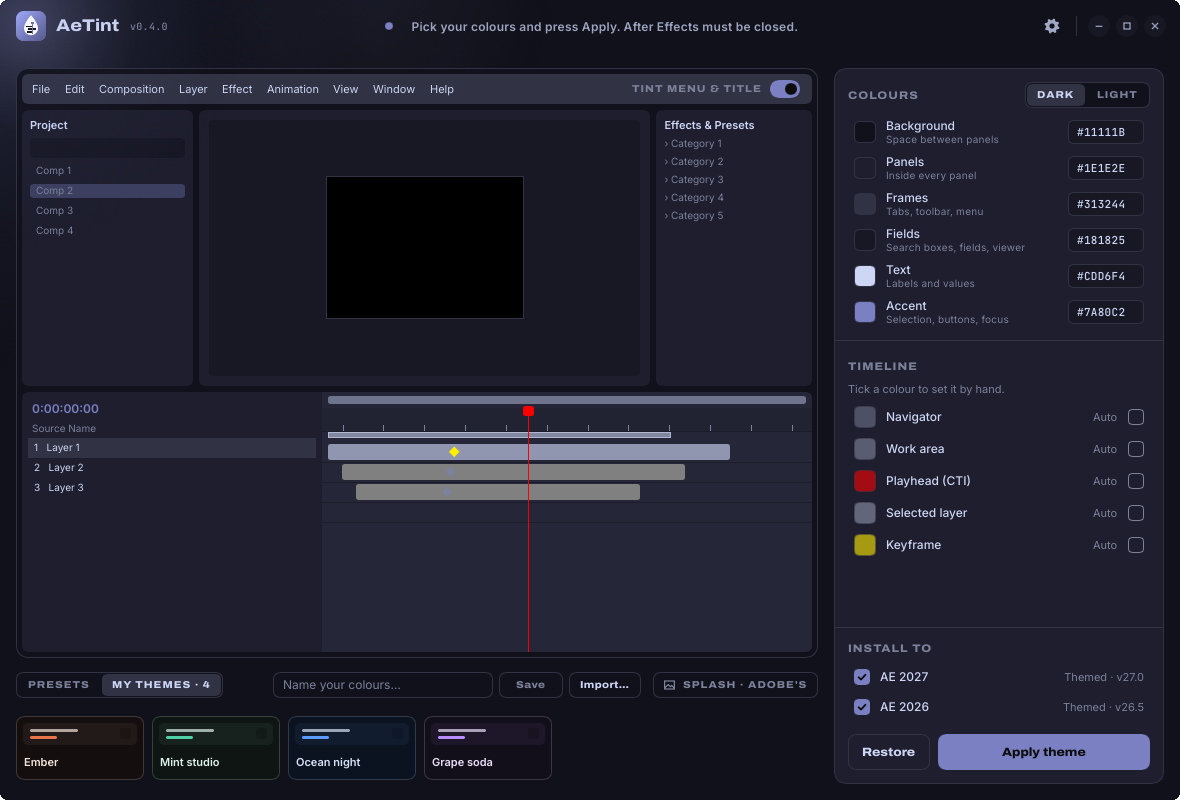 AeTint v0.4.0
Pick your colours and press Apply. After Effects must be closed.
File Edit Composition Layer Effect Animation View Window Help
TINT MENU & TITLE
Project
Comp 1
Comp 2
Comp 3
Comp 4
Effects & Presets
› Category 1
› Category 2
› Category 3
› Category 4
› Category 5
0:00:00:00
Source Name
1 Layer 1
2 Layer 2
3 Layer 3
PRESETS
MY THEMES · 4
Name your colours...
Save
Import...
SPLASH · ADOBE'S
Ember
Mint studio
Ocean night
Grape soda
COLOURS
DARK
LIGHT
Background
Space between panels
#11111B
Panels
Inside every panel
#1E1E2E
Frames
Tabs, toolbar, menu
#313244
Fields
Search boxes, fields, viewer
#181825
Text
Labels and values
#CDD6F4
Accent
Selection, buttons, focus
#7A80C2
TIMELINE
Tick a colour to set it by hand.
Navigator Auto
Work area Auto
Playhead (CTI) Auto
Selected layer Auto
Keyframe Auto
INSTALL TO
AE 2027 Themed · v27.0
AE 2026 Themed · v26.5
Restore
Apply theme